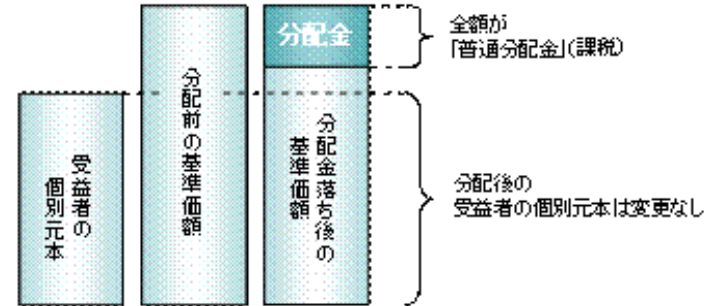 分配金
全額が
「普通分配金」(課税)
受益者の
個別元本
分配前の基準価額
分配金落ち後の
基準価額
分配後の
受益者の個別元本は変更なし